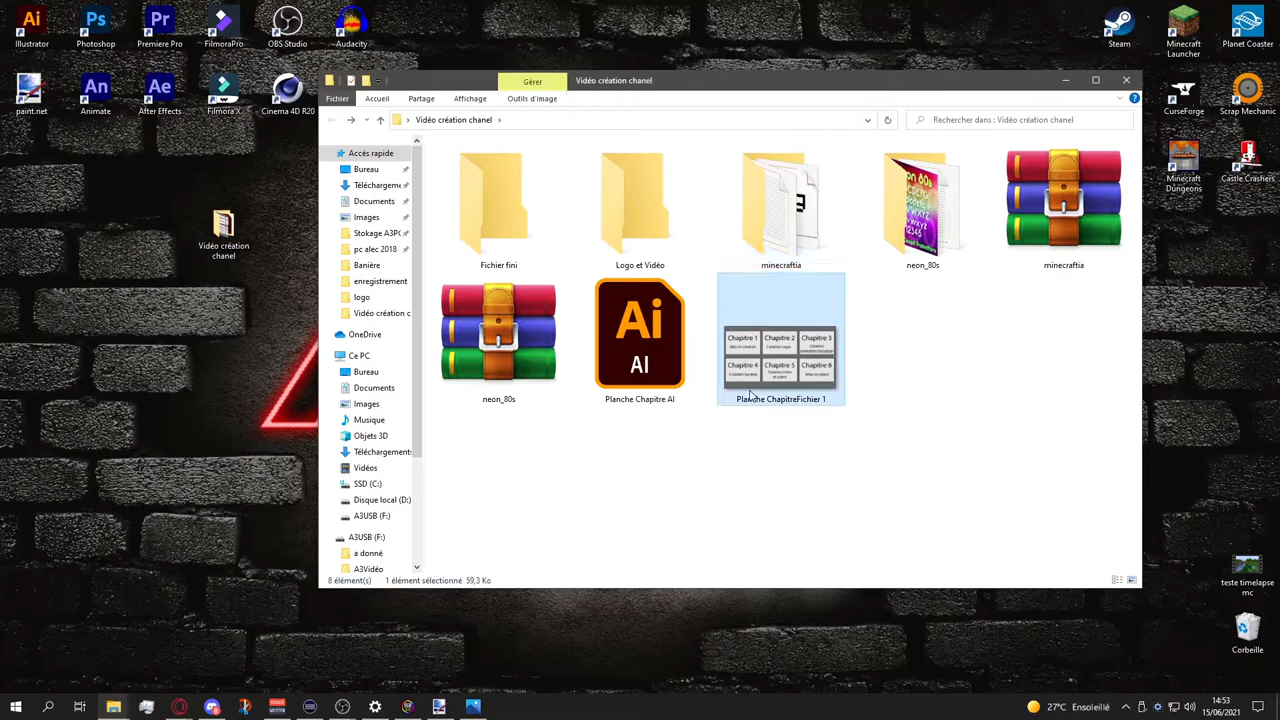 Illustrator
Photoshop
Premiere Pro
FilmoraPro
OBS Studio
Audacity
Steam
Minecraft Launcher
Planet Coaster
paint.net
Animate
After Effects
Filmora X
Cinema 4D R20
CurseForge
Scrap Mechanic
Minecraft Dungeons
Castle Crashers
Vidéo création chanel
Gérer
Vidéo création chanel
Fichier
Accueil
Partage
Affichage
Outils d'image
Vidéo création chanel
Rechercher dans : Vidéo création chanel
Accès rapide
Bureau
Téléchargeme
Documents
Images
Stokage A3PC
pc alec 2018
Banière
enregistrement
logo
Vidéo création c
OneDrive
Ce PC
Bureau
Documents
Images
Musique
Objets 3D
Téléchargements
Vidéos
SSD (C:)
Disque local (D:)
A3USB (F:)
A3USB (F:)
a donné
A3Vidéo
Fichier fini
Logo et Vidéo
minecraftia
neon_80s
minecraftia
neon_80s
Ai
AI
Planche Chapitre AI
Chapitre 1
Chapitre 2
Chapitre 3
Chapitre 4
Chapitre 5
Chapitre 6
Planche ChapitreFichier 1
8 élément(s)
1 élément sélectionné 59,3 Ko
teste timelapse mc
Corbeille
27°C Ensoleillé
14:53
15/06/2021